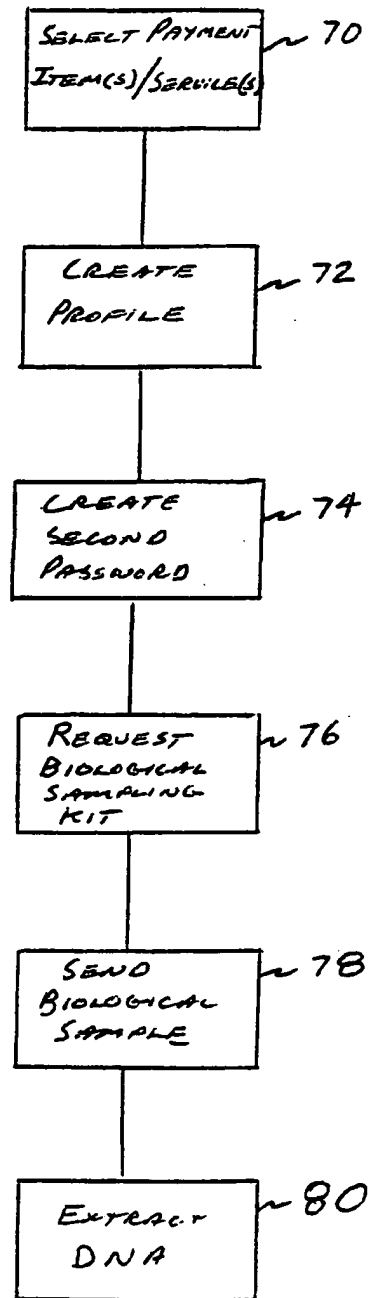 SELECT PAYMENT 70
ITEM(S)/SERVICE(S)
CREATE 72
PROFILE
CREATE 74
SECOND
PASSWORD
REQUEST 76
BIOLOGICAL
SAMPLING
KIT
SEND 78
BIOLOGICAL
SAMPLE
EXTRACT 80
DNA